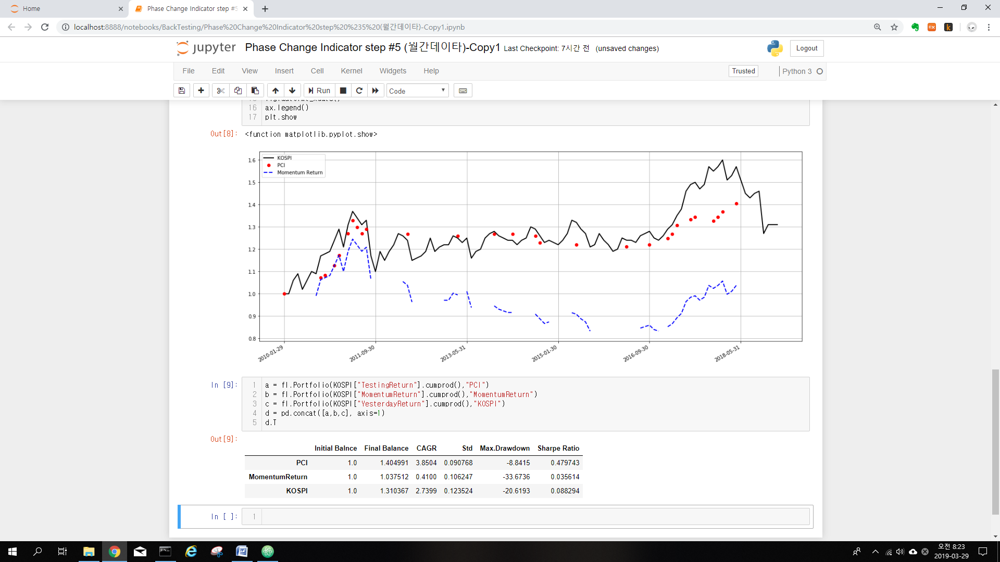 Home
Phase Change Indicator step #5
localhost:8888/notebooks/BackTesting/Phase%20Change%20Indicator%20step%20%235%20(월간데이타)-Copy1.ipynb
jupyter Phase Change Indicator step #5 (월간데이타)-Copy1 Last Checkpoint: 7시간 전 (unsaved changes)
Logout
File Edit View Insert Cell Kernel Widgets Help
Trusted
Python 3
Run
Code
16 ax.legend()
17 plt.show
Out[8]: <function matplotlib.pyplot.show>
KOSPI
PCI
Momentum Return
1.6
1.5
1.4
1.3
1.2
1.1
1.0
0.9
0.8
2010-01-29 2011-09-30 2013-05-31 2015-01-30 2016-09-30 2018-05-31
In [9]:
1 a = fl.Portfolio(KOSPI["TestingReturn"].cumprod(),"PCI")
2 b = fl.Portfolio(KOSPI["MomentumReturn"].cumprod(),"MomentumReturn")
3 c = fl.Portfolio(KOSPI["YesterdayReturn"].cumprod(),"KOSPI")
4 d = pd.concat([a,b,c], axis=1)
5 d.T
Out[9]:
Initial Balnce Final Balance CAGR Std Max.Drawdown Sharpe Ratio
PCI 1.0 1.404991 3.8504 0.090768 -8.8415 0.479743
MomentumReturn 1.0 1.037512 0.4100 0.106247 -33.6736 0.035614
KOSPI 1.0 1.310367 2.7399 0.123524 -20.6193 0.088294
In [ ]: 1
오전 8:23
2019-03-29